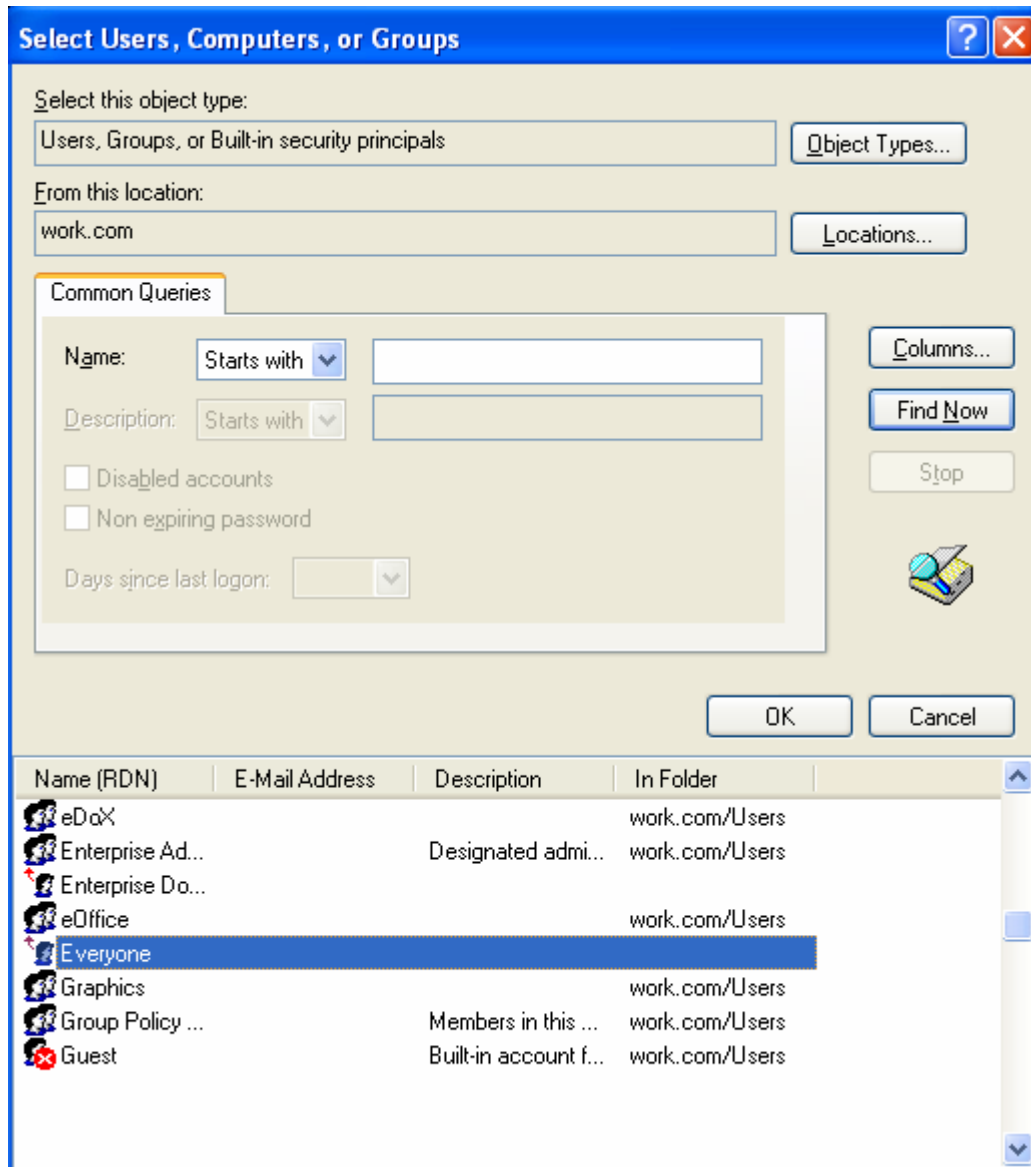 Select Users, Computers, or Groups
Select this object type:
Users, Groups, or Built-in security principals
Object Types...
From this location:
work.com
Locations...
Common Queries
Name:
Starts with
Columns...
Description:
Starts with
Find Now
Disabled accounts
Stop
Non expiring password
Days since last logon:
OK
Cancel
Name (RDN) E-Mail Address Description In Folder
eDoX work.com/Users
Enterprise Ad... Designated admi... work.com/Users
Enterprise Do...
eOffice work.com/Users
Everyone
Graphics work.com/Users
Group Policy ... Members in this ... work.com/Users
Guest Built-in account f... work.com/Users